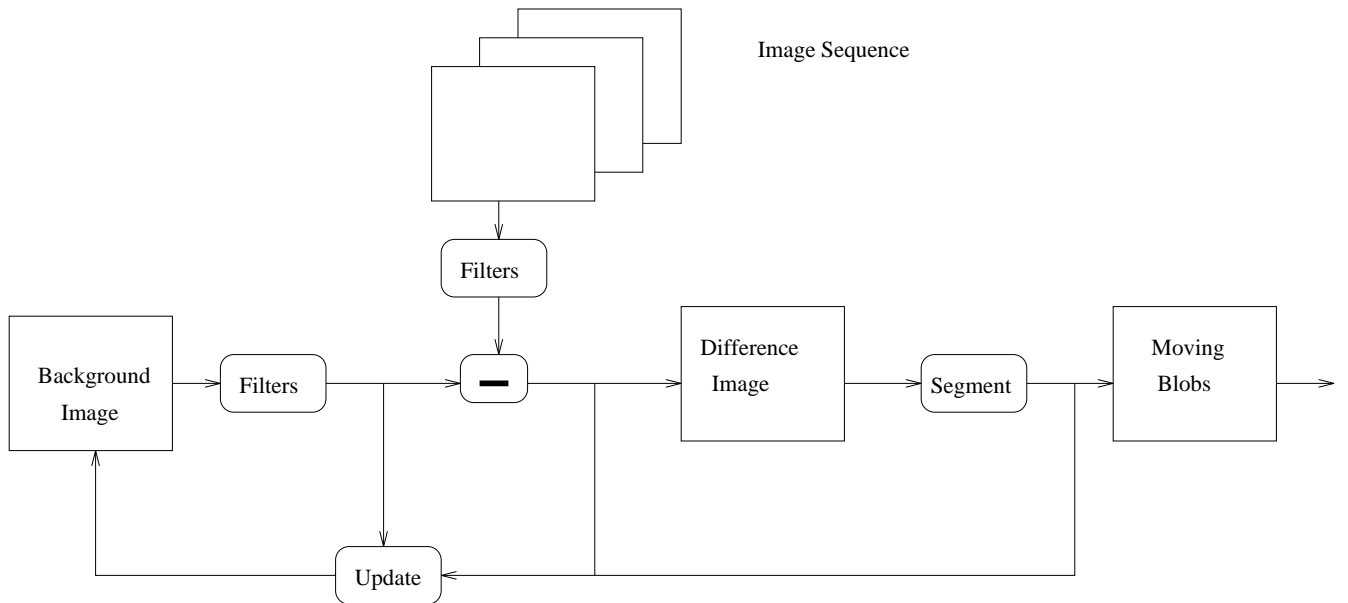 Image Sequence
Filters
Background
Image
Filters
Difference
Image
Segment
Moving
Blobs
Update